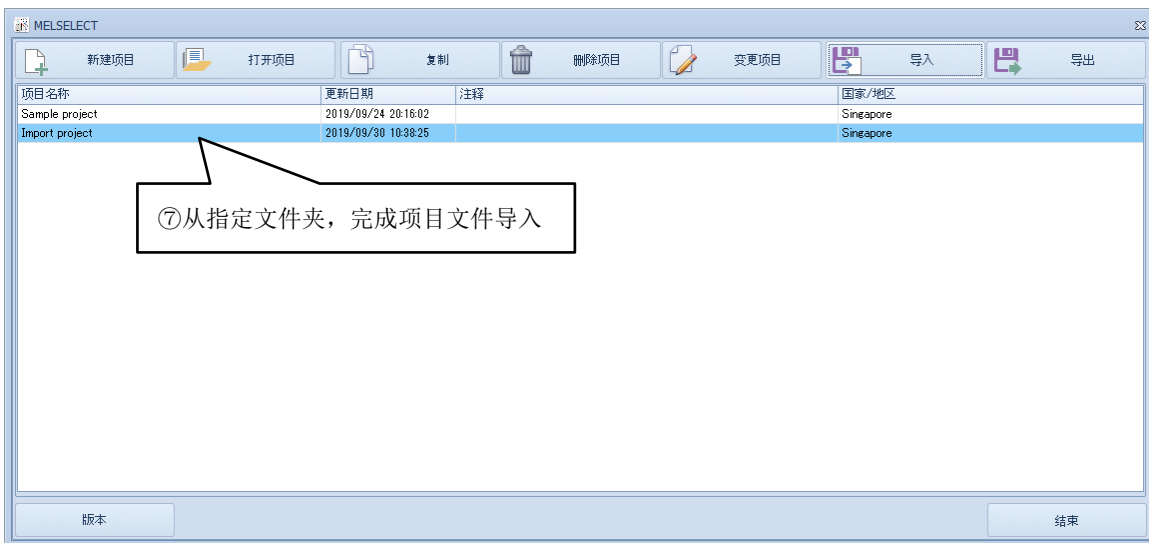 MELSELECT
新建项目 打开项目 复制 删除项目 变更项目 导入 导出
项目名称 更新日期 注释 国家/地区
Sample project 2019/09/24 20:16:02 Singapore
Import project 2019/09/30 10:38:25 Singapore
⑦从指定文件夹，完成项目文件导入
版本 结束